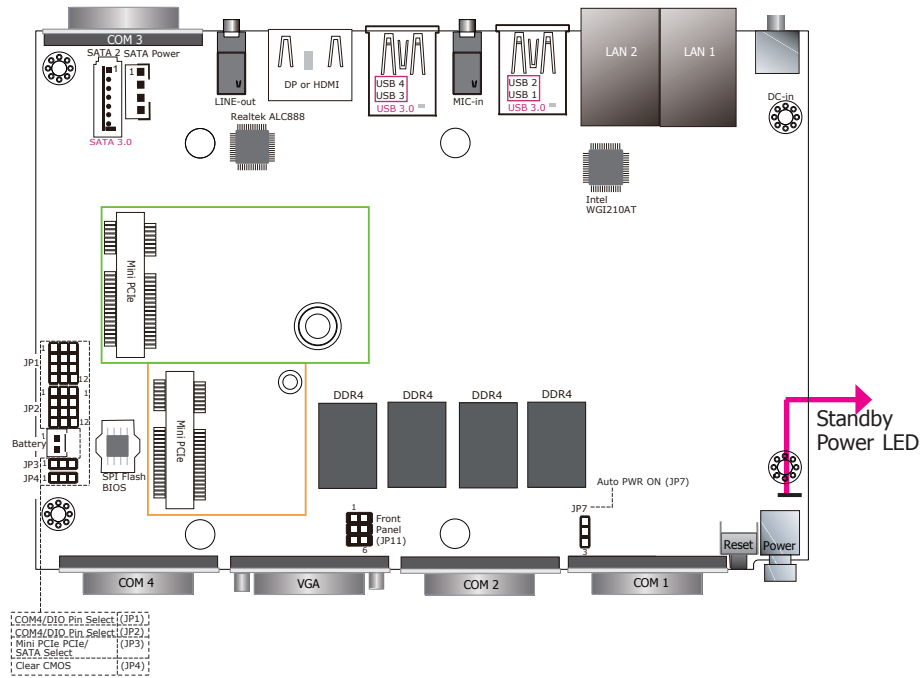 COM 3
SATA 2 SATA Power
1
1
SATA 3.0
LINE-out
DP or HDMI
USB 4
USB 3
USB 3.0
MIC-in
USB 2
USB 1
USB 3.0
LAN 2
LAN 1
DC-in
Realtek ALC888
Intel
WGI210AT
Mini PCIe
Mini PCIe
1
JP1
12
1
1
JP2
12
Battery
1
JP3
1
JP4
1
SPI Flash
BIOS
DDR4
DDR4
DDR4
DDR4
Standby
Power LED
Auto PWR ON (JP7)
JP7
3
1
Front
Panel
(JP11)
6
Reset
Power
COM 4
VGA
COM 2
COM 1
COM4/DIO Pin Select (JP1)
COM4/DIO Pin Select (JP2)
Mini PCIe PCIe/ (JP3)
SATA Select
Clear CMOS (JP4)